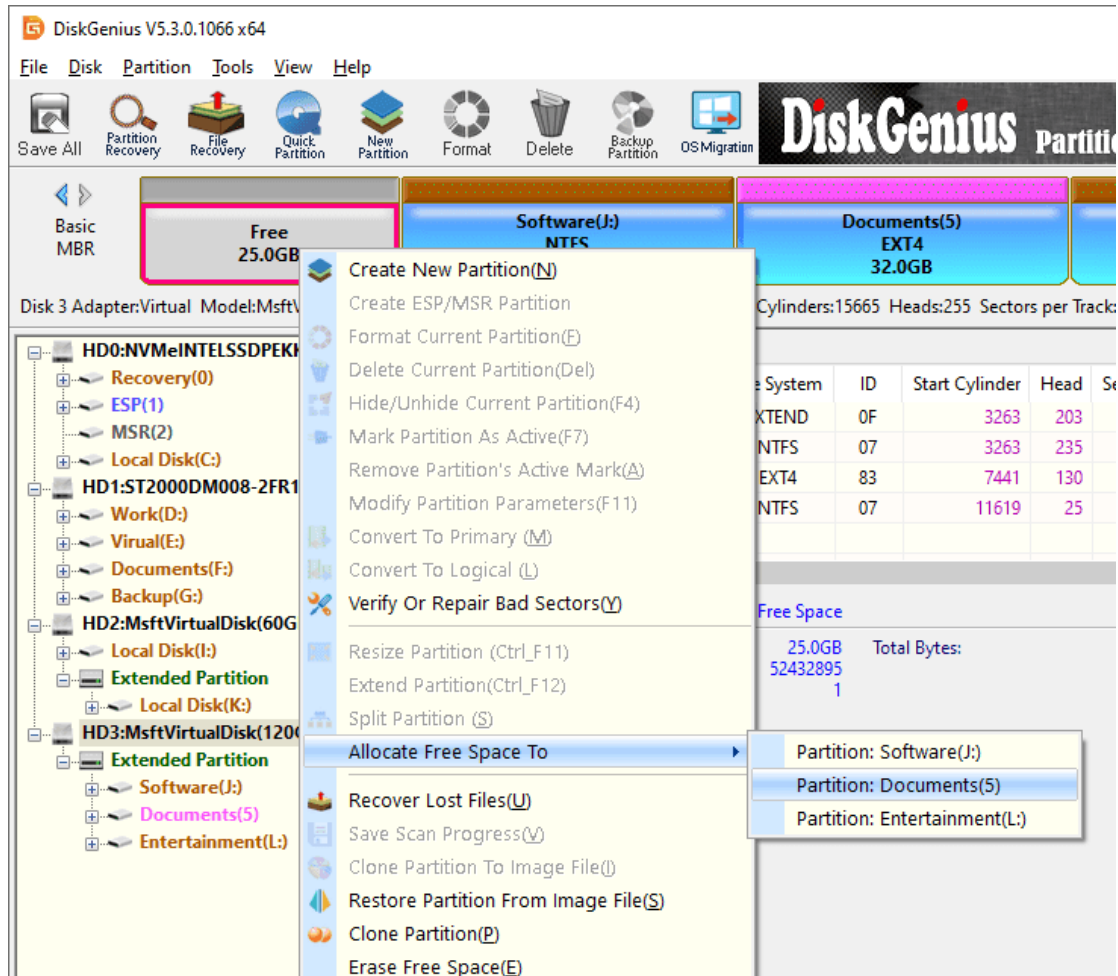 DiskGenius V5.3.0.1066 x64
File Disk Partition Tools View Help
Save All
Partition Recovery
File Recovery
Quick Partition
New Partition
Format
Delete
Backup Partition
OS Migration
DiskGenius
Basic
MBR
Free
25.0GB
Software(J:)
NTFS
Documents(5)
EXT4
32.0GB
Disk 3 Adapter:Virtual Model:Msft
Cylinders:15665 Heads:255 Sectors per Track:
HD0:NVMeINTELSSDPEK
Recovery(0)
ESP(1)
MSR(2)
Local Disk(C:)
HD1:ST2000DM008-2FR1
Work(D:)
Virual(E:)
Documents(F:)
Backup(G:)
HD2:MsftVirtualDisk(60G
Local Disk(I:)
Extended Partition
Local Disk(K:)
HD3:MsftVirtualDisk(120
Extended Partition
Software(J:)
Documents(5)
Entertainment(L:)
Create New Partition(N)
Create ESP/MSR Partition
Format Current Partition(F)
Delete Current Partition(Del)
Hide/Unhide Current Partition(F4)
Mark Partition As Active(F7)
Remove Partition's Active Mark(A)
Modify Partition Parameters(F11)
Convert To Primary (M)
Convert To Logical (L)
Verify Or Repair Bad Sectors(Y)
Resize Partition (Ctrl_F11)
Extend Partition(Ctrl_F12)
Split Partition (S)
Allocate Free Space To
Recover Lost Files(U)
Save Scan Progress(V)
Clone Partition To Image File(I)
Restore Partition From Image File(S)
Clone Partition(P)
Erase Free Space(E)
Partition: Software(J:)
Partition: Documents(5)
Partition: Entertainment(L:)
System ID Start Cylinder Head
XTEND 0F 3263 203
NTFS 07 3263 235
EXT4 83 7441 130
NTFS 07 11619 25
Free Space
25.0GB Total Bytes:
52432895
1